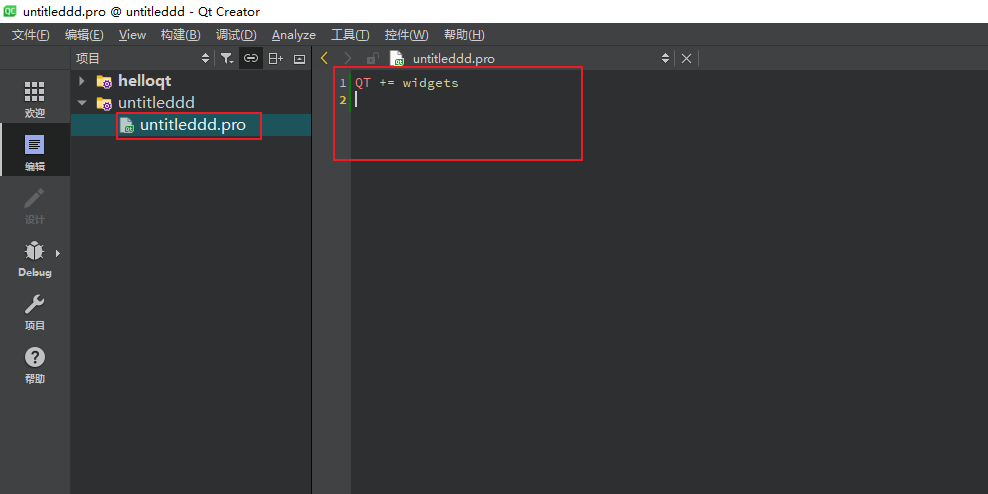 QC untitleddd.pro @ untitleddd - Qt Creator
文件(F) 编辑(E) View 构建(B) 调试(D) Analyze 工具(T) 控件(W) 帮助(H)
项目 untitleddd.pro
欢迎
编辑
设计
Debug
项目
帮助
helloqt
untitleddd
untitleddd.pro
1 QT += widgets
2